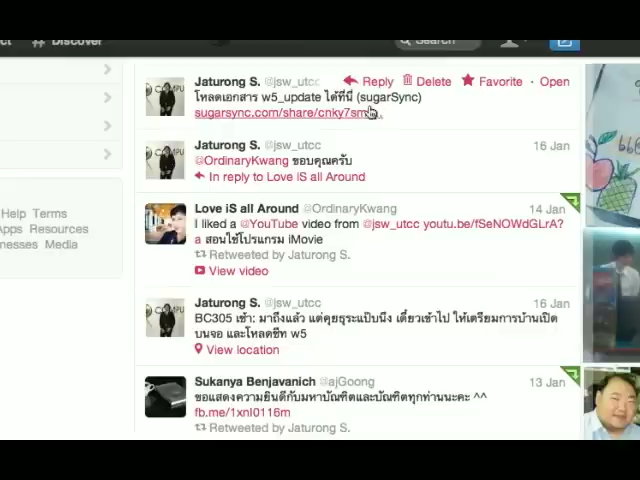 # Discover
Search
Jaturong S. @jsw_utcc Reply Delete Favorite · Open
โหลดเอกสาร w5_update ได้ที่นี่ (sugarSync)
Jaturong S. @jsw_utcc 16 Jan
@OrdinaryKwang ขอบคุณครับ
In reply to Love iS all Around
Love iS all Around @OrdinaryKwang 14 Jan
I liked a @YouTube video from @jsw_utcc youtu.be/fSeNOWdGLrA?
a สอนใช้โปรแกรม iMovie
Retweeted by Jaturong S.
View video
Jaturong S. @jsw_utcc 16 Jan
BC305 เช้า: มาถึงแล้ว แต่คุยธุระแป๊บนึง เดี๋ยวเข้าไป ให้เตรียมการบ้านเปิด
บนจอ และโหลดชีท w5
View location
Sukanya Benjavanich @ajGoong 13 Jan
ขอแสดงความยินดีกับมหาบัณฑิตและบัณฑิตทุกท่านนะคะ ^^
fb.me/1xnI0116m
Retweeted by Jaturong S.
Help Terms
Resources
Media